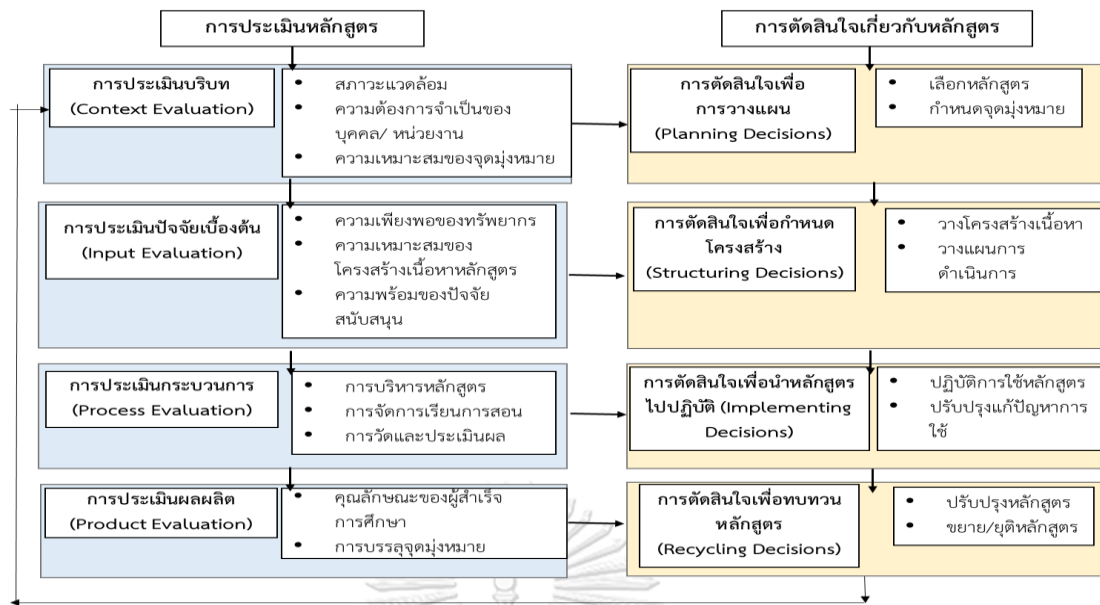 การประเมินหลักสูตร
การตัดสินใจเกี่ยวกับหลักสูตร
การประเมินบริบท
(Context Evaluation)
• สภาวะแวดล้อม
• ความต้องการจำเป็นของ
บุคคล/ หน่วยงาน
• ความเหมาะสมของจุดมุ่งหมาย
การตัดสินใจเพื่อ
การวางแผน
(Planning Decisions)
• เลือกหลักสูตร
• กำหนดจุดมุ่งหมาย
การประเมินปัจจัยเบื้องต้น
(Input Evaluation)
• ความเพียงพอของทรัพยากร
• ความเหมาะสมของ
โครงสร้างเนื้อหาหลักสูตร
• ความพร้อมของปัจจัย
สนับสนุน
การตัดสินใจเพื่อกำหนด
โครงสร้าง
(Structuring Decisions)
• วางโครงสร้างเนื้อหา
• วางแผนการ
ดำเนินการ
การประเมินกระบวนการ
(Process Evaluation)
• การบริหารหลักสูตร
• การจัดการเรียนการสอน
• การวัดและประเมินผล
การตัดสินใจเพื่อนำหลักสูตร
ไปปฏิบัติ (Implementing
Decisions)
• ปฏิบัติการใช้หลักสูตร
• ปรับปรุงแก้ปัญหาการ
ใช้
การประเมินผลผลิต
(Product Evaluation)
• คุณลักษณะของผู้สำเร็จ
การศึกษา
• การบรรลุจุดมุ่งหมาย
การตัดสินใจเพื่อทบทวน
หลักสูตร
(Recycling Decisions)
• ปรับปรุงหลักสูตร
• ขยาย/ยุติหลักสูตร